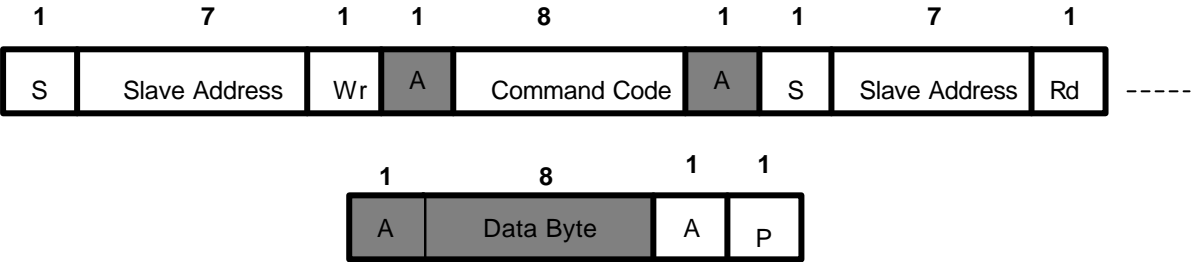 1 7 1 1 8 1 1 7 1
S Slave Address Wr A Command Code A S Slave Address Rd
1 8 1 1
A Data Byte A P